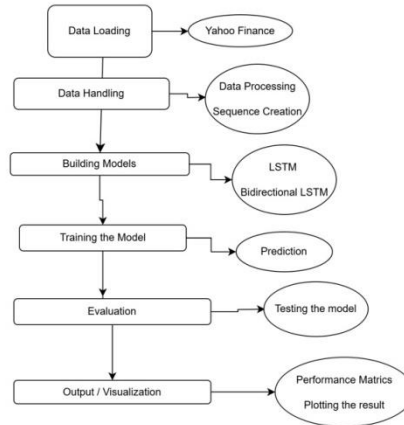 Data Loading
Yahoo Finance
Data Handling
Data Processing
Sequence Creation
Building Models
LSTM
Bidirectional LSTM
Training the Model
Prediction
Evaluation
Testing the model
Output / Visualization
Performance Matrics
Plotting the result